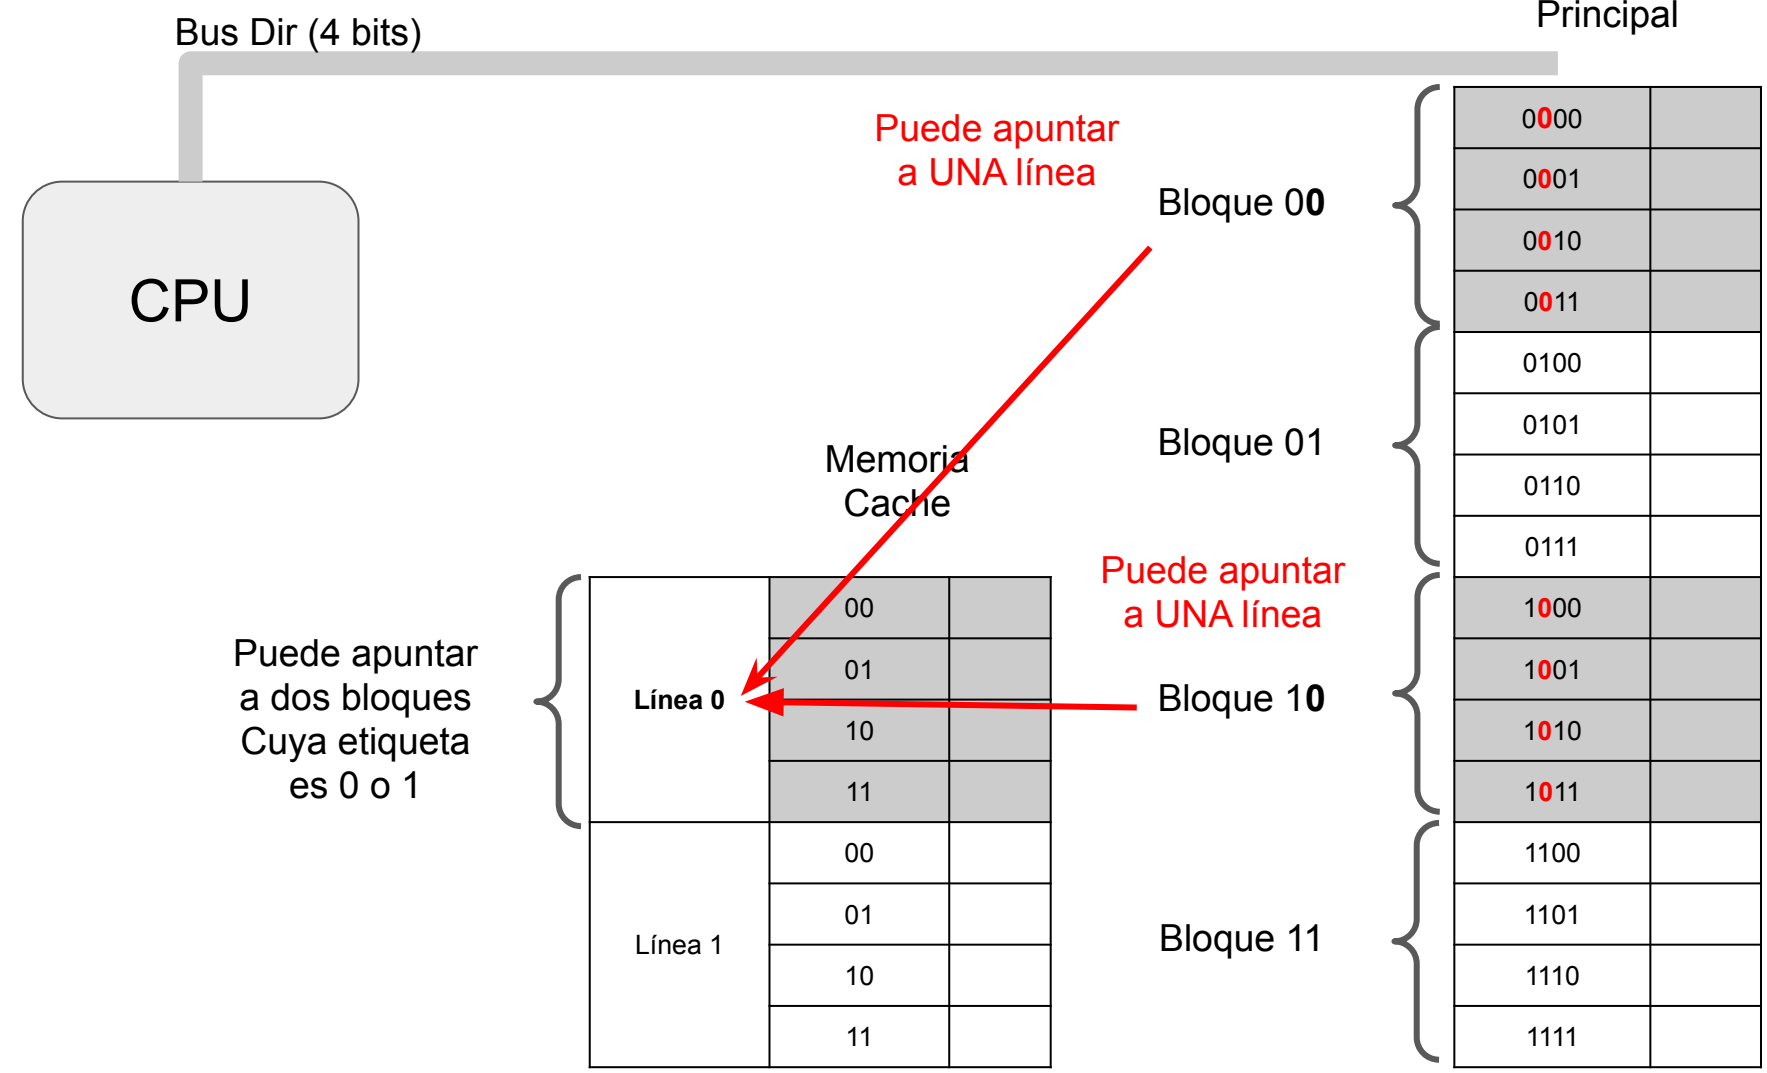 Bus Dir (4 bits)
Principal
CPU
Puede apuntar
a UNA línea
Bloque 00
0000
0001
0010
0011
Bloque 01
0100
0101
0110
0111
Memoria
Cache
Puede apuntar
a UNA línea
Bloque 10
1000
1001
1010
1011
Puede apuntar
a dos bloques
Cuya etiqueta
es 0 o 1
Línea 0
00
01
10
11
Línea 1
00
01
10
11
Bloque 11
1100
1101
1110
1111